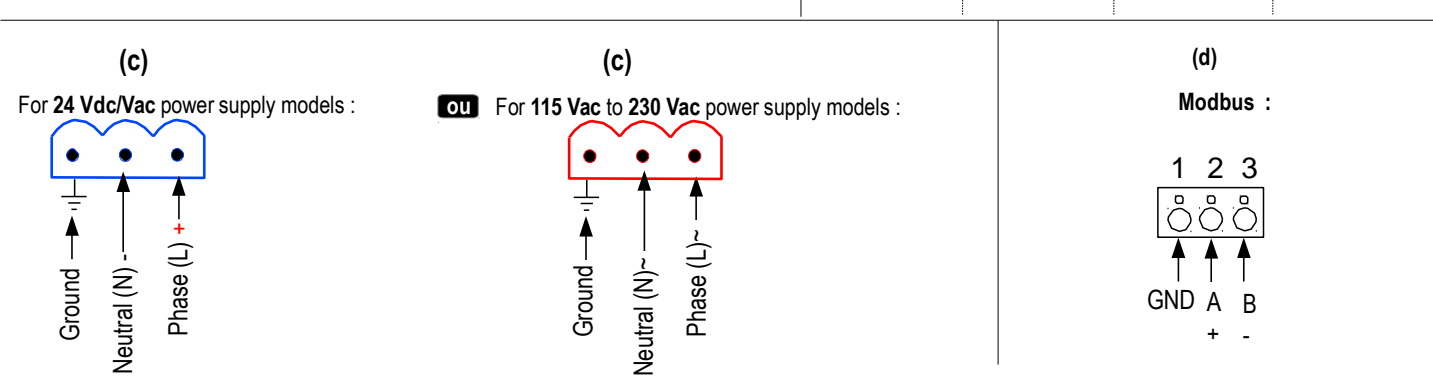 (c)
For 24 Vdc/Vac power supply models :
Ground
Neutral (N) -
Phase (L) +
(c)
ou For 115 Vac to 230 Vac power supply models :
Ground
Neutral (N)~
Phase (L)~
(d)
Modbus :
1 2 3
GND A B
+ -